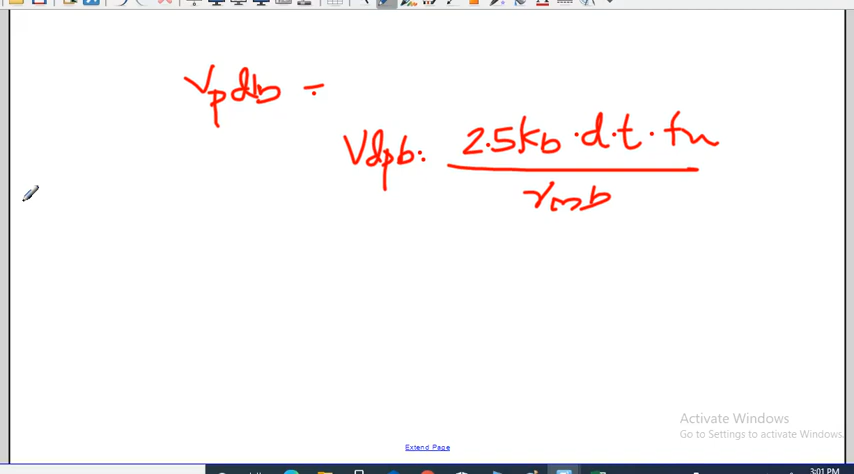 Vpdb =
Vdpb: 2.5kb · d · t · fu
γmb
Activate Windows
Go to Settings to activate Windows.
Extend Page
3:01 PM